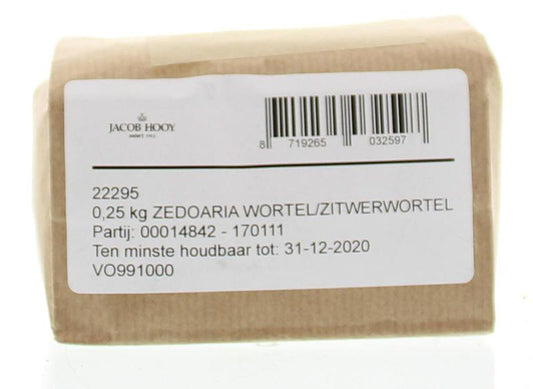 JACOB HOOY
8 719265 032597
22295
0,25 kg ZEDOARIA WORTEL/ZITWERWORTEL
Partij: 00014842 - 170111
Ten minste houdbaar tot: 31-12-2020
VO991000